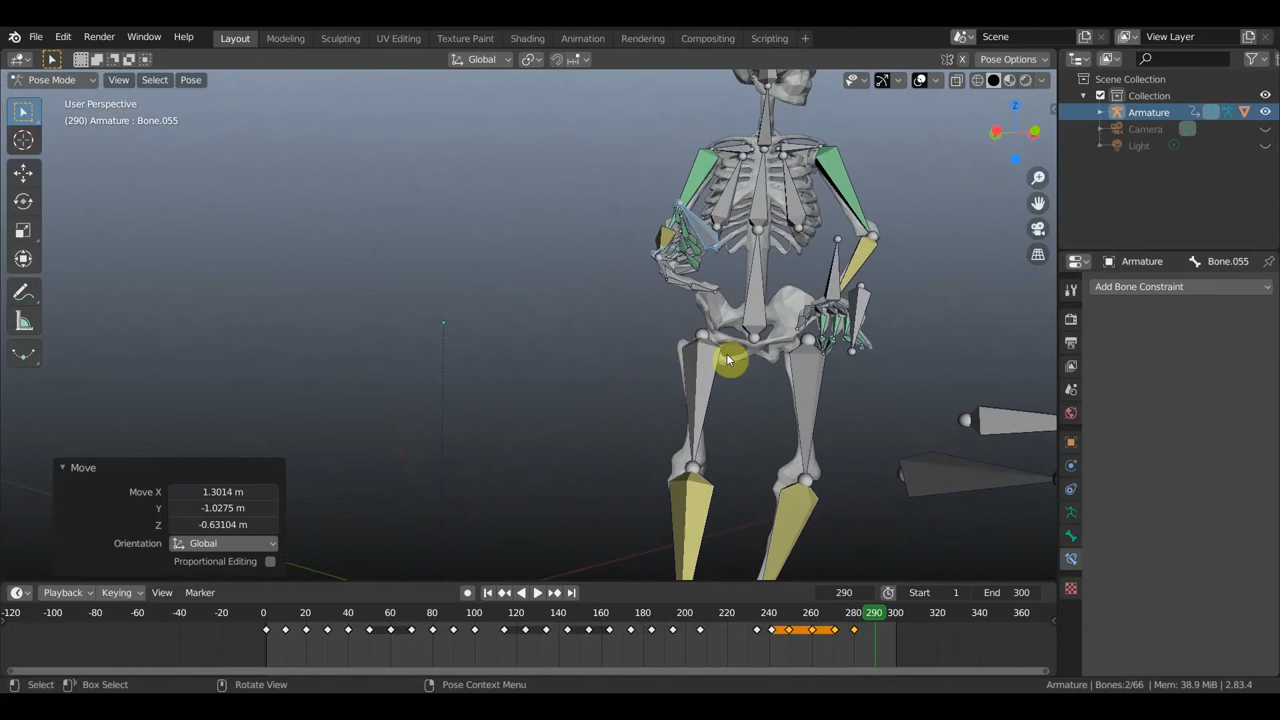 File Edit Render Window Help Layout Modeling Sculpting UV Editing Texture Paint Shading Animation Rendering Compositing Scripting + Scene View Layer
Global X Pose Options
Pose Mode View Select Pose
User Perspective
(290) Armature : Bone.055
Z
Scene Collection
Collection
Armature
Camera
Light
Armature Bone.055
Add Bone Constraint
Move
Move X 1.3014 m
Y -1.0275 m
Z -0.63104 m
Orientation Global
Proportional Editing
Playback Keying View Marker 290 Start 1 End 300
-120 -100 -80 -60 -40 -20 0 20 40 60 80 100 120 140 160 180 200 220 240 260 280 290 300 320 340 360
Select Box Select Rotate View Pose Context Menu Armature | Bones:2/66 | Mem: 38.9 MiB | 2.83.4